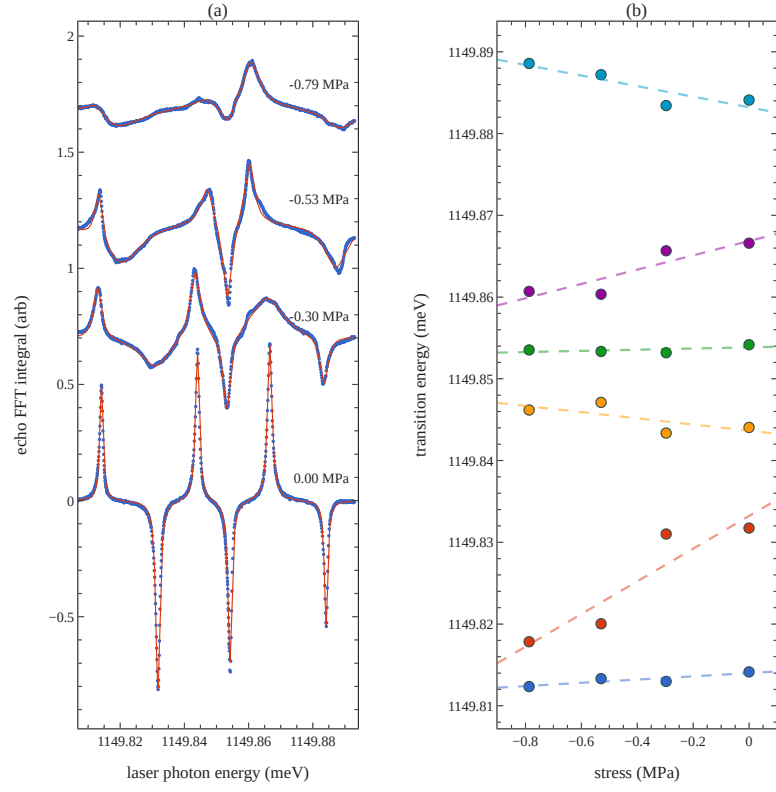 (a)
2
1.5
1
0.5
0
−0.5
echo FFT integral (arb)
-0.79 MPa
-0.53 MPa
-0.30 MPa
0.00 MPa
1149.82 1149.84 1149.86 1149.88
laser photon energy (meV)
(b)
1149.89
1149.88
1149.87
1149.86
1149.85
1149.84
1149.83
1149.82
1149.81
transition energy (meV)
−0.8 −0.6 −0.4 −0.2 0
stress (MPa)